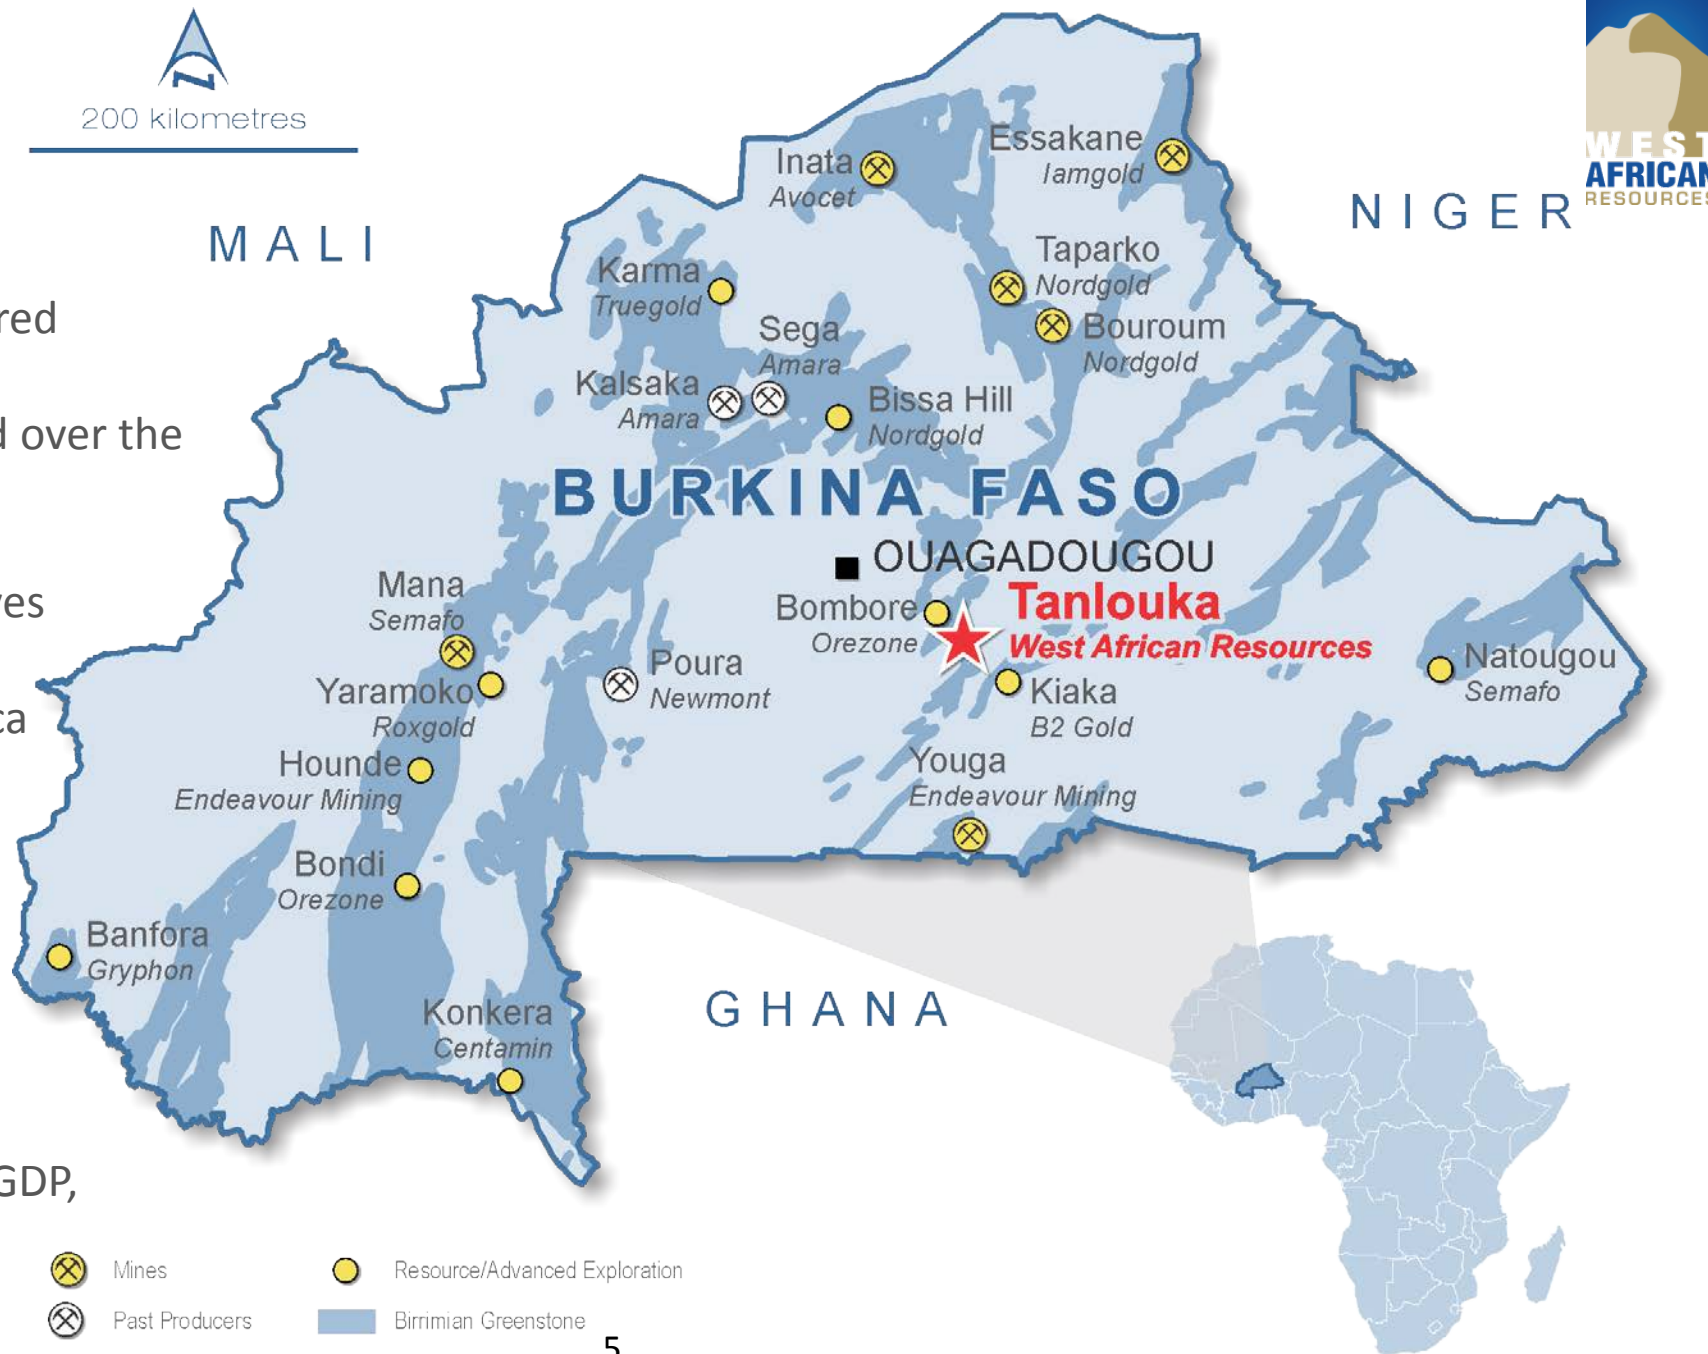 200 kilometres
WEST
AFRICAN
RESOURCES
MALI
NIGER
red
d over the
ves
ca
GDP,
Inata
Avocet
Essakane
Iamgold
Karma
Truegold
Taparko
Nordgold
Sega
Amara
Bouroum
Nordgold
Kalsaka
Amara
Bissa Hill
Nordgold
BURKINA FASO
OUAGADOUGOU
Mana
Semafo
Bombore
Orezone
Tanlouka
West African Resources
Poura
Newmont
Natougou
Semafo
Yaramoko
Roxgold
Kiaka
B2 Gold
Hounde
Endeavour Mining
Youga
Endeavour Mining
Bondi
Orezone
Banfora
Gryphon
Konkera
Centamin
GHANA
Mines
Resource/Advanced Exploration
Past Producers
Birrimian Greenstone
5